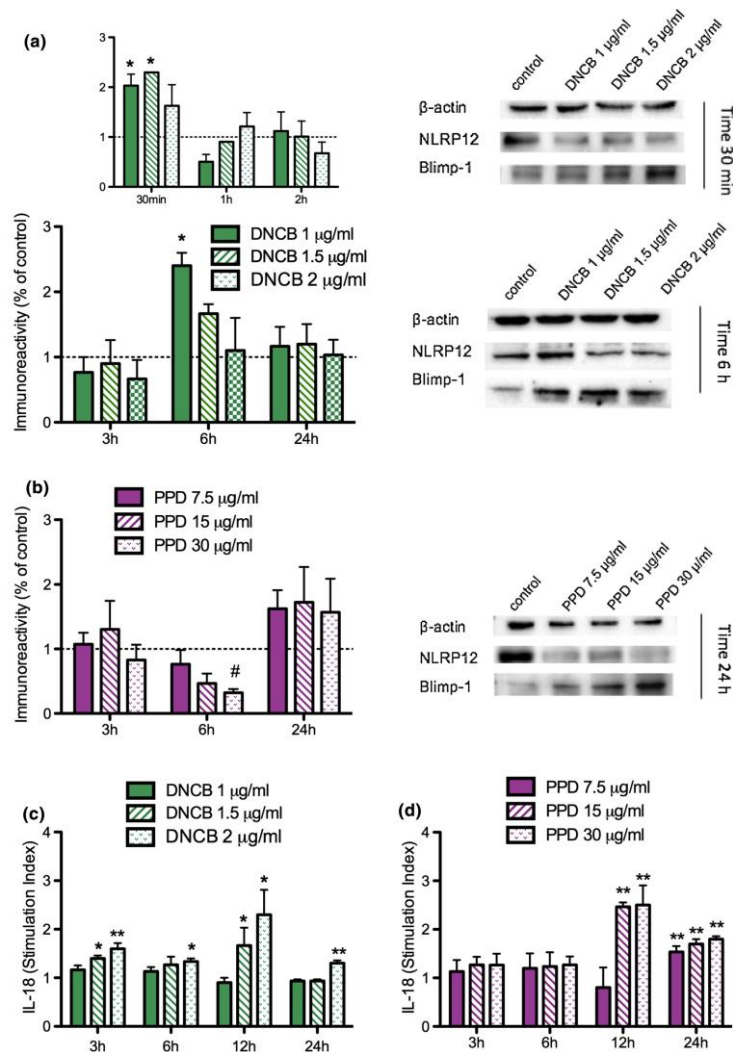 (a)
3
2
1
0
* *
30min 1h 2h
Immunoreactivity (% of control)
3
2
1
0
*
DNCB 1 μg/ml
DNCB 1.5 μg/ml
DNCB 2 μg/ml
3h 6h 24h
control DNCB 1 μg/ml DNCB 1.5 μg/ml DNCB 2 μg/ml
β-actin
NLRP12
Blimp-1
Time 30 min
control DNCB 1 μg/ml DNCB 1.5 μg/ml DNCB 2 μg/ml
β-actin
NLRP12
Blimp-1
Time 6 h
(b)
PPD 7.5 μg/ml
PPD 15 μg/ml
PPD 30 μg/ml
Immunoreactivity (% of control)
3
2
1
0
#
3h 6h 24h
control PPD 7.5 μg/ml PPD 15 μg/ml PPD 30 μ/ml
β-actin
NLRP12
Blimp-1
Time 24 h
(c)
DNCB 1 μg/ml
DNCB 1.5 μg/ml
DNCB 2 μg/ml
IL-18 (Stimulation Index)
4
3
2
1
0
* ** * * * **
3h 6h 12h 24h
(d)
PPD 7.5 μg/ml
PPD 15 μg/ml
PPD 30 μg/ml
IL-18 (Stimulation Index)
4
3
2
1
0
** ** ** ** **
3h 6h 12h 24h